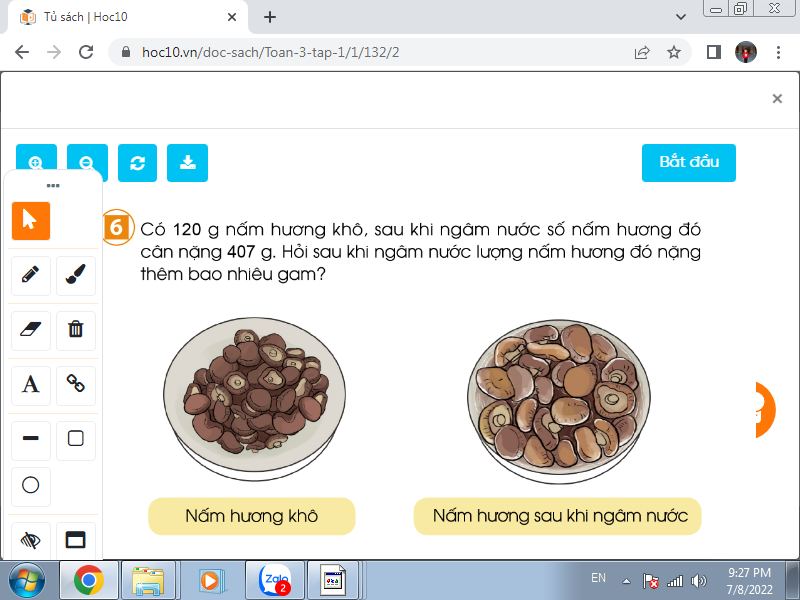 Tủ sách | Hoc10
hoc10.vn/doc-sach/Toan-3-tap-1/1/132/2
Bắt đầu
6 Có 120 g nấm hương khô, sau khi ngâm nước số nấm hương đó
cân nặng 407 g. Hỏi sau khi ngâm nước lượng nấm hương đó nặng
thêm bao nhiêu gam?
A
Nấm hương khô
Nấm hương sau khi ngâm nước
Zalo
2
EN
9:27 PM
7/8/2022